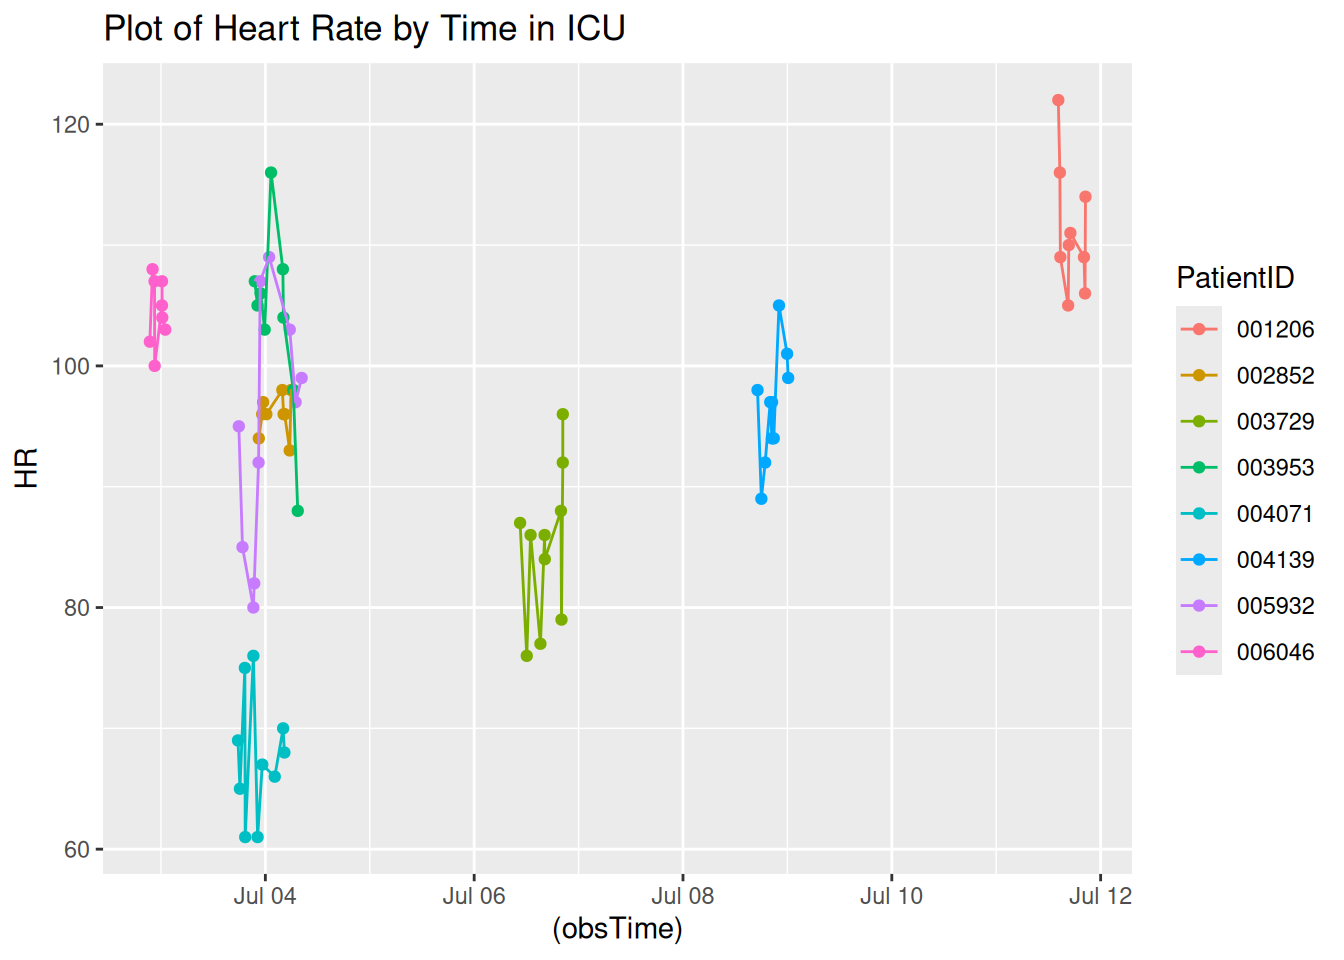 Plot of Heart Rate by Time in ICU
120
100
80
60
HR
Jul 04
Jul 06
Jul 08
Jul 10
Jul 12
(obsTime)
PatientID
001206
002852
003729
003953
004071
004139
005932
006046